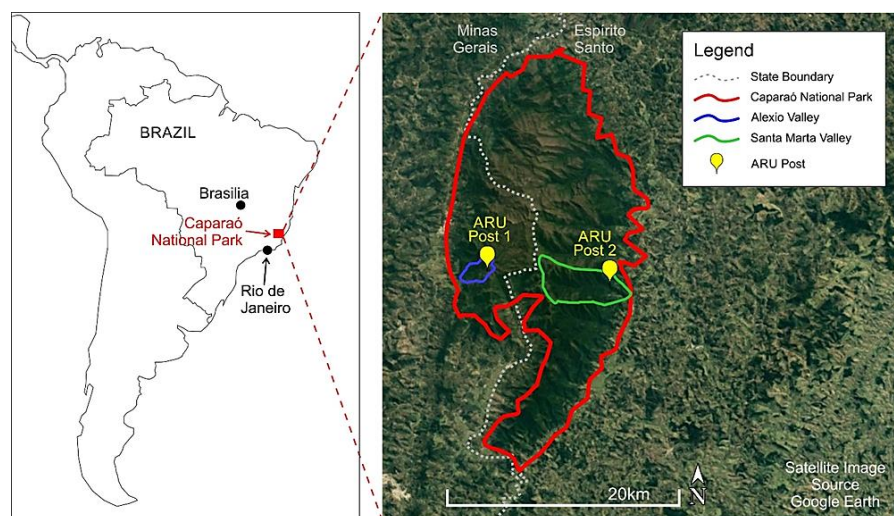 BRAZIL
Brasilia
Caparaó
National Park
Rio de
Janeiro
Minas
Gerais
Espírito
Santo
ARU
Post 1
ARU
Post 2
Legend
State Boundary
Caparaó National Park
Alexio Valley
Santa Marta Valley
ARU Post
20km
N
Satellite Image
Source
Google Earth